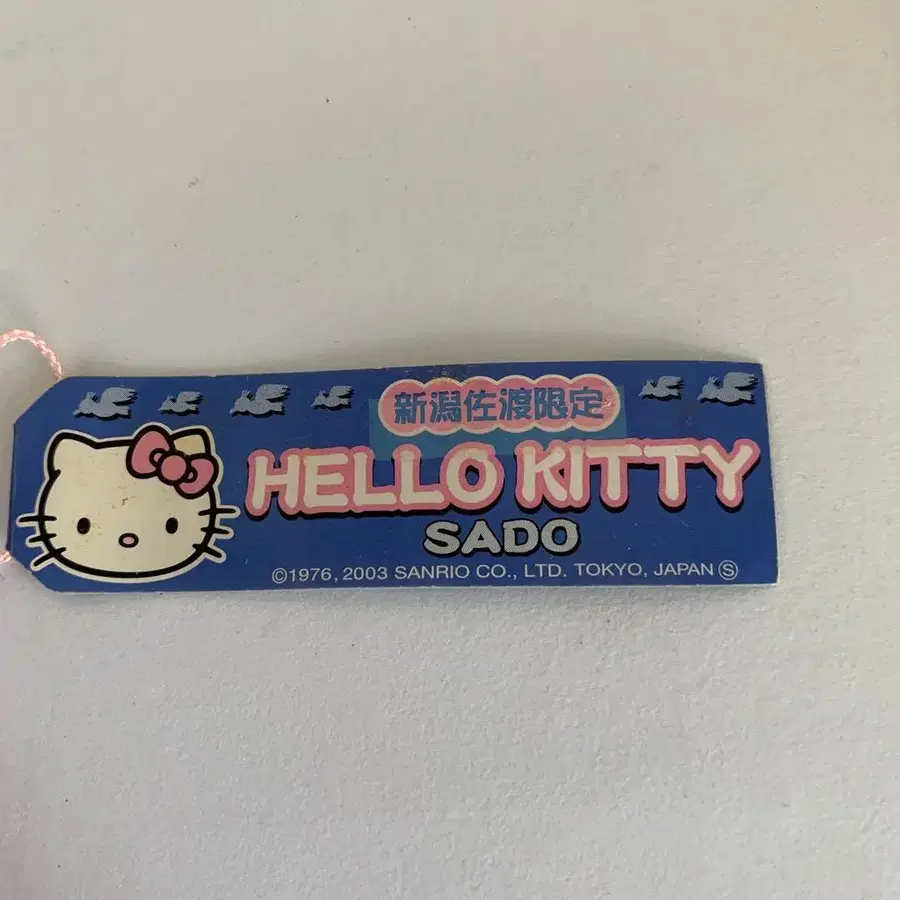 新潟佐渡限定
HELLO KITTY
SADO
©1976, 2003 SANRIO CO., LTD. TOKYO, JAPAN Ⓢ